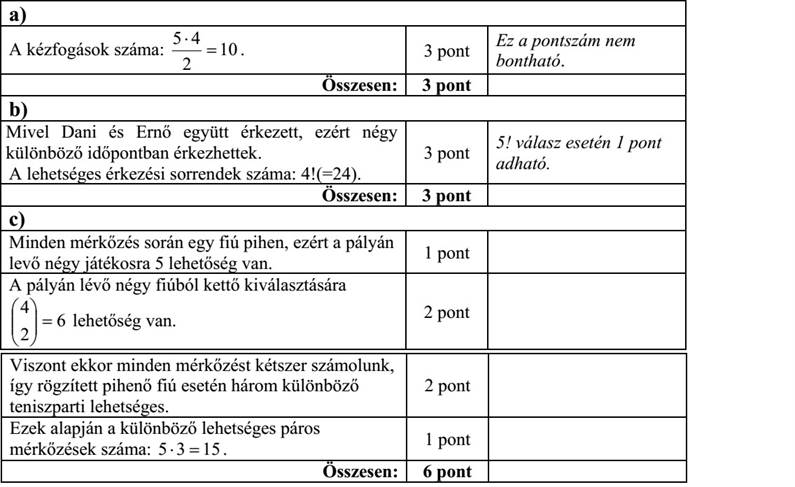 a)
A kézfogások száma: 5·4/2 = 10 .
3 pont
Ez a pontszám nem
bontható.
Összesen:
3 pont
b)
Mivel Dani és Ernő együtt érkezett, ezért négy
különböző időpontban érkezhettek.
A lehetséges érkezési sorrendek száma: 4!(=24).
3 pont
5! válasz esetén 1 pont
adható.
Összesen:
3 pont
c)
Minden mérkőzés során egy fiú pihen, ezért a pályán
levő négy játékosra 5 lehetőség van.
1 pont
A pályán lévő négy fiúból kettő kiválasztására
(4 2) = 6 lehetőség van.
2 pont
Viszont ekkor minden mérkőzést kétszer számolunk,
így rögzített pihenő fiú esetén három különböző
teniszparti lehetséges.
2 pont
Ezek alapján a különböző lehetséges páros
mérkőzések száma: 5·3 = 15 .
1 pont
Összesen:
6 pont